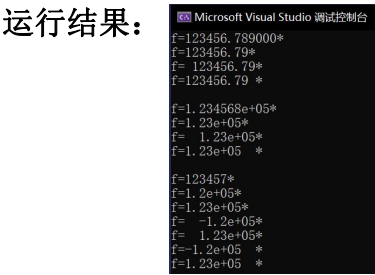 运行结果：
Microsoft Visual Studio 调试控制台
f=123456.789000*
f=123456.79*
f= 123456.79*
f=123456.79 *
f=1.234568e+05*
f=1.23e+05*
f=  1.23e+05*
f=1.23e+05  *
f=123457*
f=1.2e+05*
f=1.23e+05*
f=  -1.2e+05*
f=  1.23e+05*
f=-1.2e+05  *
f=1.23e+05  *